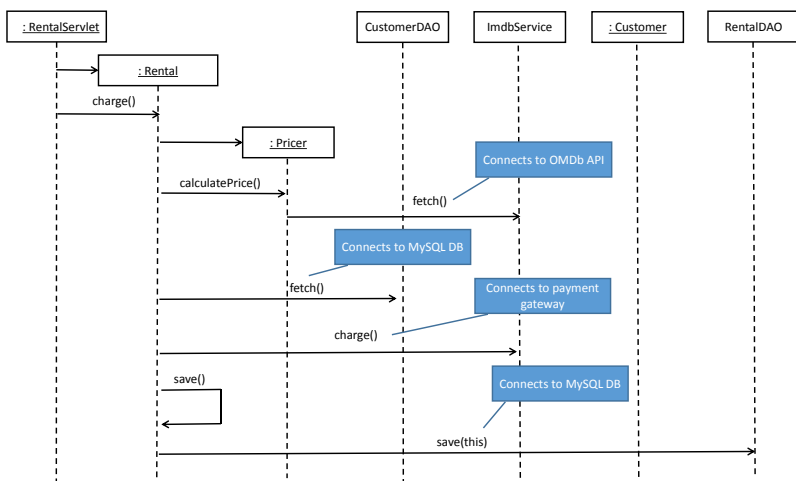 : RentalServlet
CustomerDAO
ImdbService
: Customer
RentalDAO
: Rental
charge()
: Pricer
Connects to OMDb API
calculatePrice()
fetch()
Connects to MySQL DB
fetch()
Connects to payment
gateway
charge()
save()
Connects to MySQL DB
save(this)